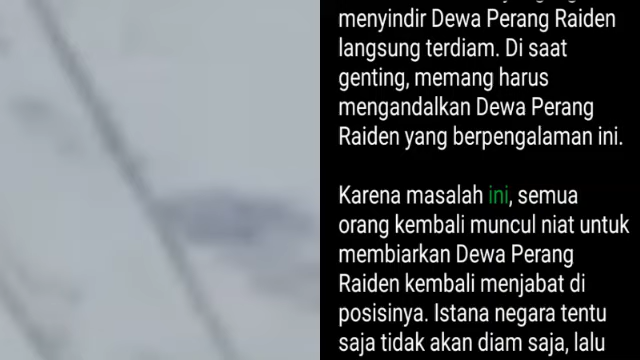 menyindir Dewa Perang Raiden
langsung terdiam. Di saat
genting, memang harus
mengandalkan Dewa Perang
Raiden yang berpengalaman ini.
Karena masalah ini, semua
orang kembali muncul niat untuk
membiarkan Dewa Perang
Raiden kembali menjabat di
posisinya. Istana negara tentu
saja tidak akan diam saja, lalu